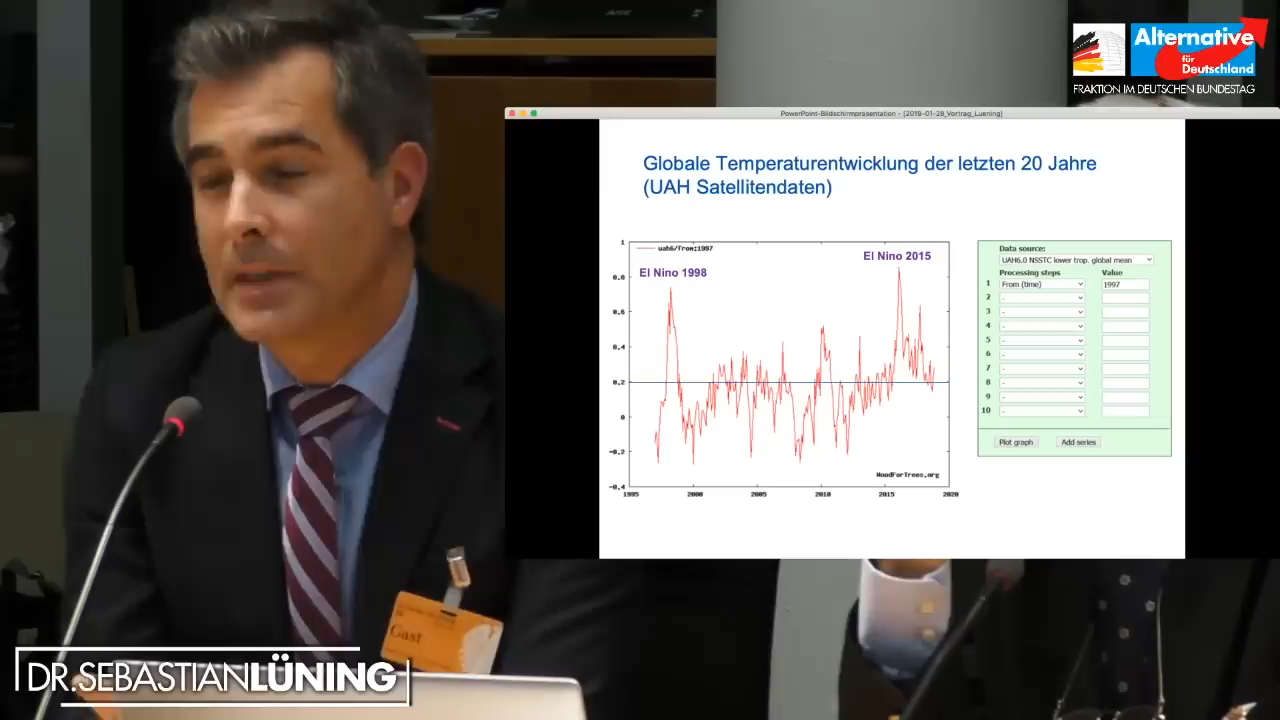 Alternative
für
Deutschland
FRAKTION IM DEUTSCHEN BUNDESTAG
PowerPoint-Bildschirmpräsentation - [2019-01-28_Vortrag_Luening]
Globale Temperaturentwicklung der letzten 20 Jahre
(UAH Satellitendaten)
uah6/from:1997
El Nino 1998
El Nino 2015
1
0.8
0.6
0.4
0.2
0
-0.2
-0.4
1995
2000
2005
2010
2015
2020
WoodForTrees.org
Data source:
UAH6.0 NSSTC lower trop. global mean
Processing steps Value
1 From (time) 1997
2 -
3 -
4 -
5 -
6 -
7 -
8 -
9 -
10 -
Plot graph Add series
Gast
DR.SEBASTIANLÜNING